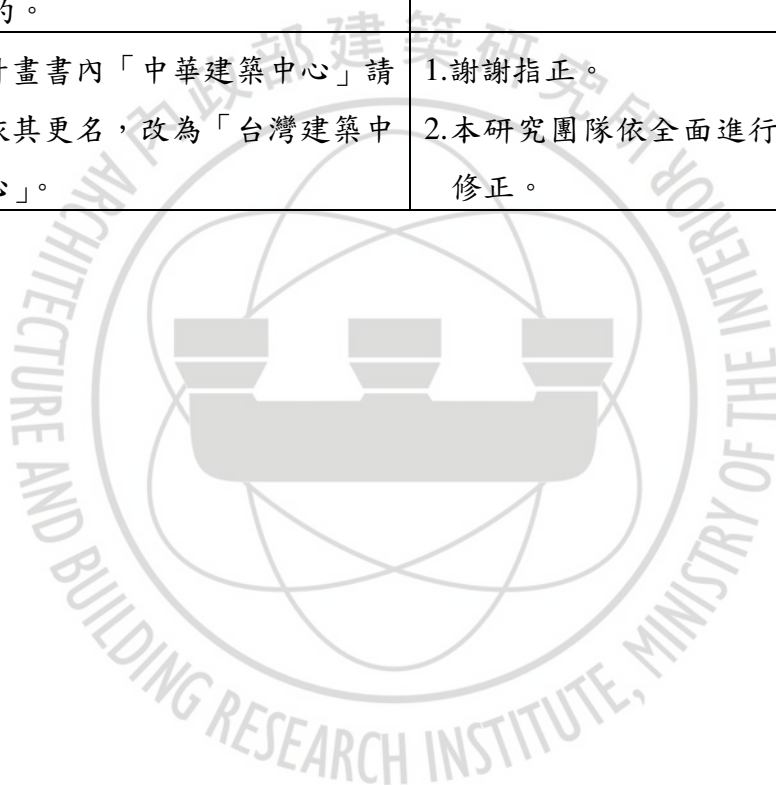 的。
計畫書內「中華建築中心」請
依其更名，改為「台灣建築中
心」。
1.謝謝指正。
2.本研究團隊依全面進行
修正。
內政部建築研究所
ARCHITECTURE AND BUILDING RESEARCH INSTITUTE, MINISTRY OF THE INTERIOR